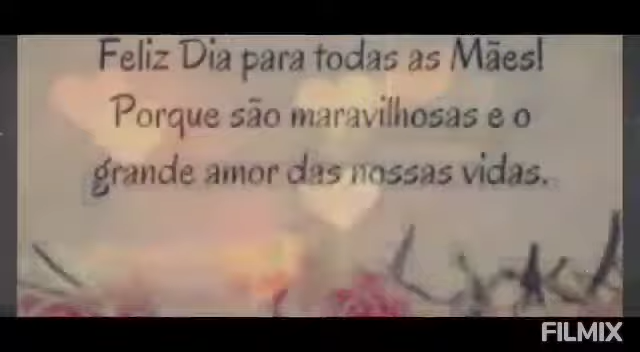 Feliz Dia para todas as Mães!
Porque são maravilhosas e o
grande amor das nossas vidas.
FILMIX